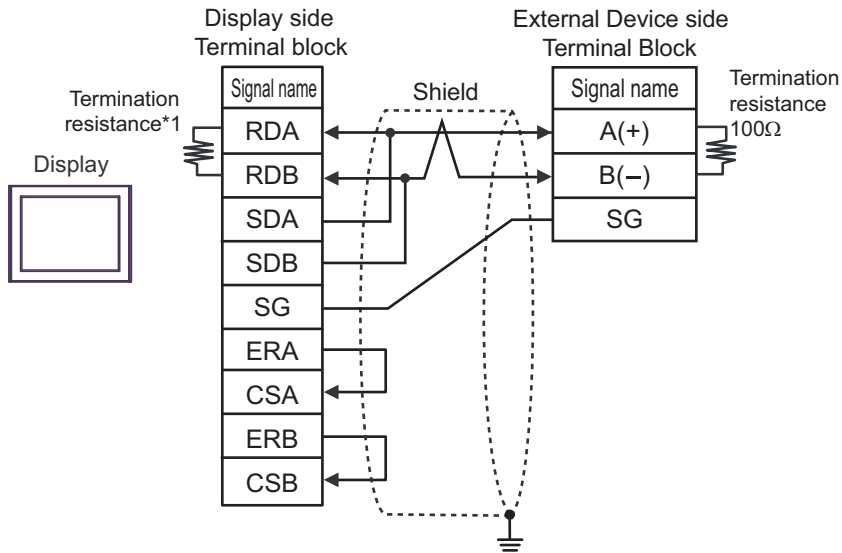 Display side
Terminal block
External Device side
Terminal Block
Termination
resistance*1
Display
Signal name
RDA
RDB
SDA
SDB
SG
ERA
CSA
ERB
CSB
Shield
Signal name
A(+)
B(−)
SG
Termination
resistance
100Ω